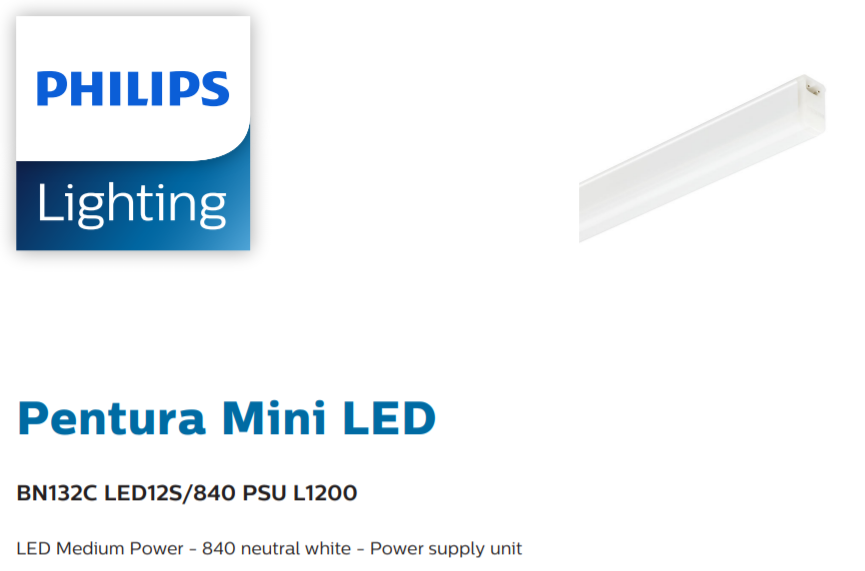 PHILIPS
Lighting
Pentura Mini LED
BN132C LED12S/840 PSU L1200
LED Medium Power - 840 neutral white - Power supply unit